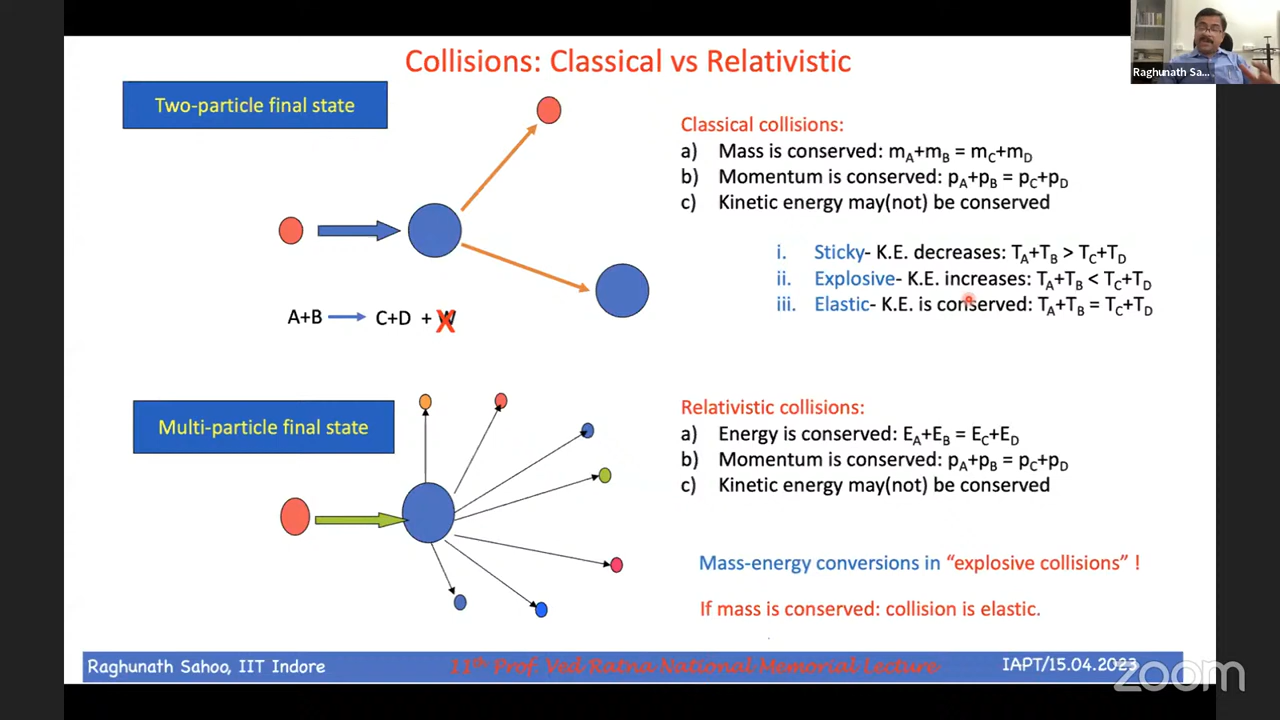 Collisions: Classical vs Relativistic
Raghunath Sa...
Two-particle final state
A+B C+D + W
Classical collisions:
a) Mass is conserved: mA+mB = mC+mD
b) Momentum is conserved: pA+pB = pC+pD
c) Kinetic energy may(not) be conserved
i. Sticky- K.E. decreases: TA+TB > TC+TD
ii. Explosive- K.E. increases: TA+TB < TC+TD
iii. Elastic- K.E. is conserved: TA+TB = TC+TD
Multi-particle final state
Relativistic collisions:
a) Energy is conserved: EA+EB = EC+ED
b) Momentum is conserved: pA+pB = pC+pD
c) Kinetic energy may(not) be conserved
Mass-energy conversions in "explosive collisions" !
If mass is conserved: collision is elastic.
Raghunath Sahoo, IIT Indore
11th Prof. Ved Ratna National Memorial Lecture
IAPT/15.04.2023
zoom